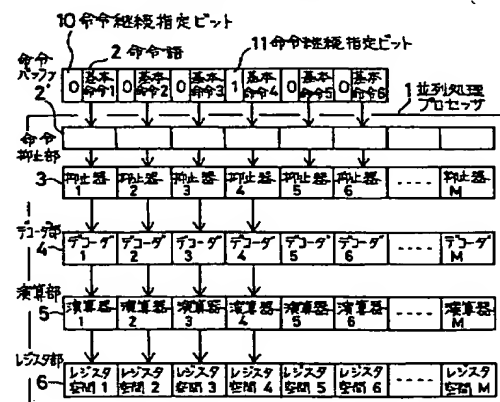 10 命令継続指定ビット
2 命令語
11 命令継続指定ビット
命令バッファ
2'
0 基本命令1 0 基本命令2 0 基本命令3 1 基本命令4 0 基本命令5 0 基本命令6
1 並列処理プロセッサ
命令抑止部
3
抑止器1 抑止器2 抑止器3 抑止器4 抑止器5 抑止器6 ---- 抑止器M
デコーダ部
4
デコーダ1 デコーダ2 デコーダ3 デコーダ4 デコーダ5 デコーダ6 ---- デコーダM
演算部
5
演算器1 演算器2 演算器3 演算器4 演算器5 演算器6 ---- 演算器M
レジスタ部
6
レジスタ空間1 レジスタ空間2 レジスタ空間3 レジスタ空間4 レジスタ空間5 レジスタ空間6 ---- レジスタ空間M